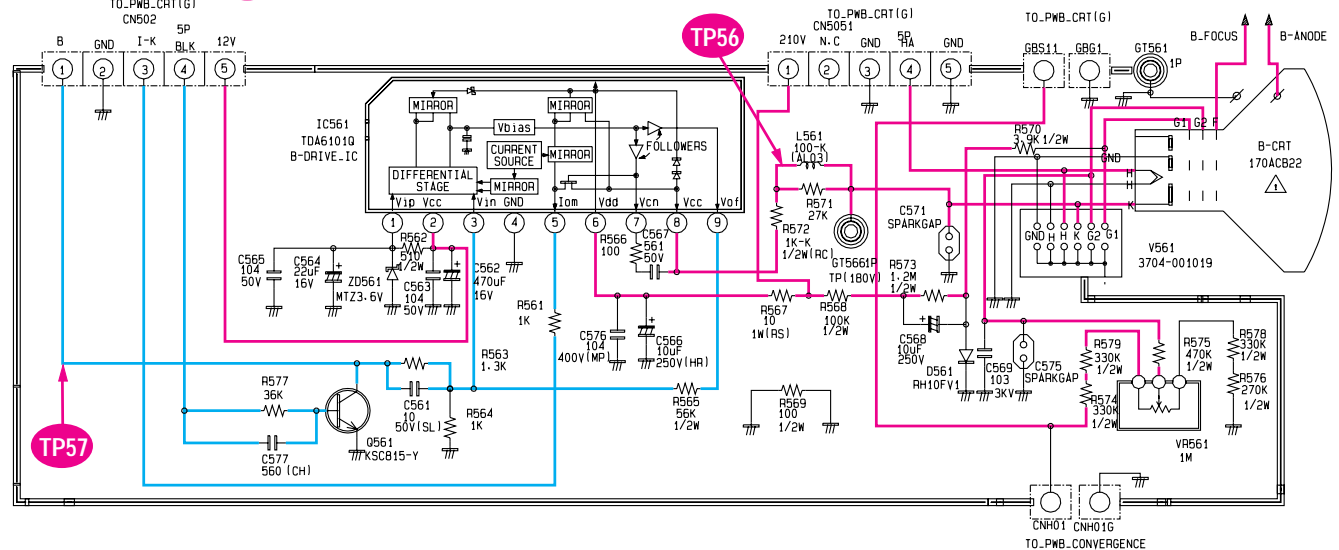 TO_PWB_CRT(G)
CN502
B
GND
I-K
5P
BLK
12V
1
2
3
4
5
TP56
TO_PWB_CRT(G)
CN5051
210V
N.C
GND
5P
HA
GND
1
2
3
4
5
TO_PWB_CRT(G)
GBS11
GBG1
GT561
1P
B_FOCUS
B-ANODE
IC561
TDA6101Q
B-DRIVE.IC
MIRROR
MIRROR
Vbias
CURRENT
SOURCE
MIRROR
FOLLOWERS
DIFFERENTIAL
STAGE
MIRROR
Vip
Vcc
Vin
GND
Iom
Vdd
Vcn
Vcc
Vof
1
2
3
4
5
6
7
8
9
L561
100-K
(AL03)
R571
27K
R572
1K-K
1/2W(RC)
GT5661P
TP(180V)
C571
SPARKGAP
R570
3.9K 1/2W
G1 G2 F
GND
H
H
K
B-CRT
170ACB22
GND H H K G2 G1
V561
3704-001019
C565
104
50V
C564
22uF
16V
ZD561
MTZ3.6V
R562
510
1/2W
C563
104
50V
C562
470uF
16V
R566
100
C567
561
50V
R561
1K
C576
104
400V(MP)
C566
10uF
250V(HR)
R567
10
1W(RS)
R568
100K
1/2W
R573
1.2M
1/2W
C568
10uF
250V
D561
RH10FV1
C569
103
3KV
C575
SPARKGAP
R579
330K
1/2W
R574
330K
1/2W
R575
470K
1/2W
R578
330K
1/2W
R576
270K
1/2W
VR561
1M
R577
36K
C577
560 (CH)
Q561
KSC815-Y
C561
10
50V(SL)
R563
1.3K
R564
1K
R565
56K
1/2W
R569
100
1/2W
TP57
CNH01
CNH01G
TO_PWB_CONVERGENCE